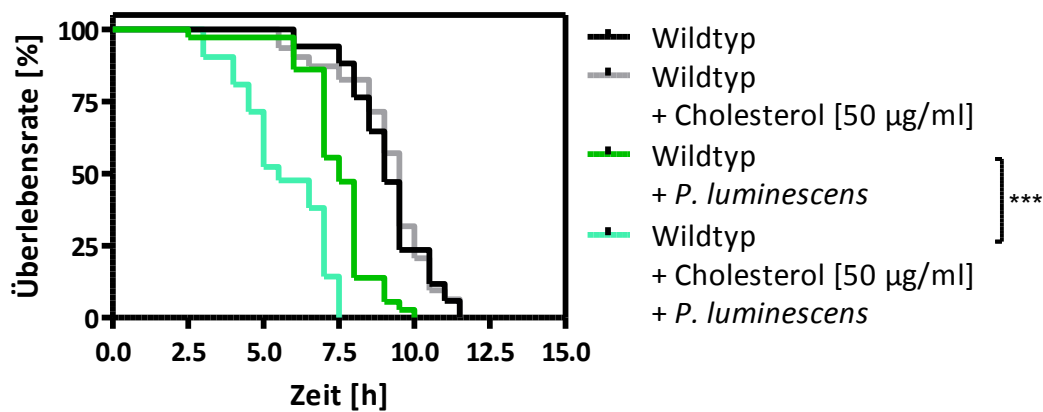 Überlebensrate [%]
100
75
50
25
0
0.0 2.5 5.0 7.5 10.0 12.5 15.0
Zeit [h]
Wildtyp
Wildtyp
+ Cholesterol [50 µg/ml]
Wildtyp
+ P. luminescens
Wildtyp
+ Cholesterol [50 µg/ml]
+ P. luminescens
***